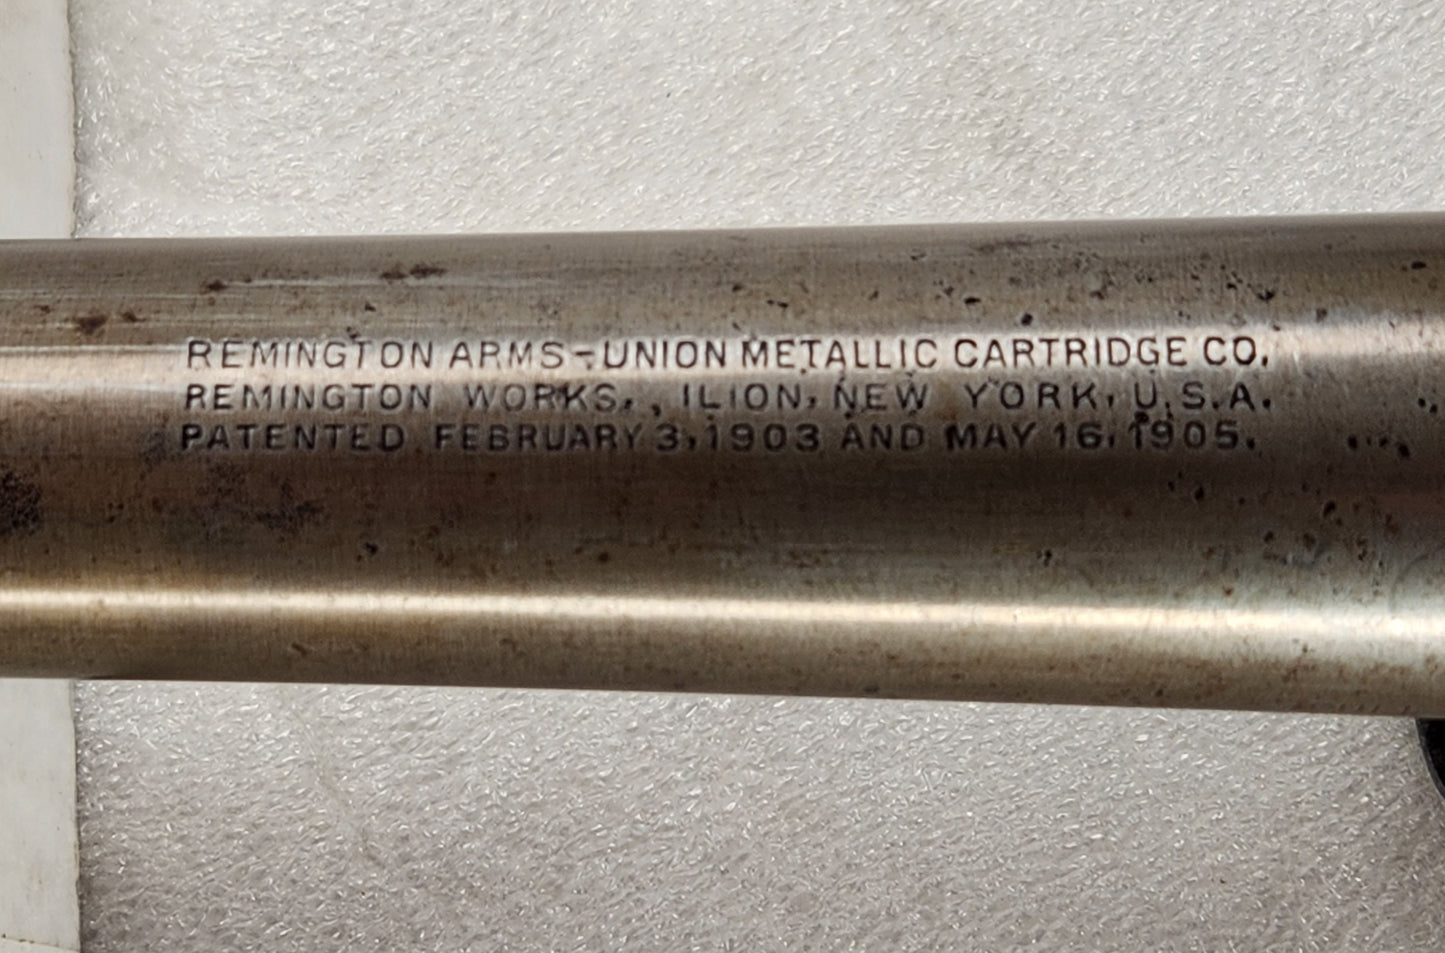 REMINGTON ARMS-UNION METALLIC CARTRIDGE CO.
REMINGTON WORKS., ILION, NEW YORK, U.S.A.
PATENTED FEBRUARY 3, 1903 AND MAY 16, 1905.